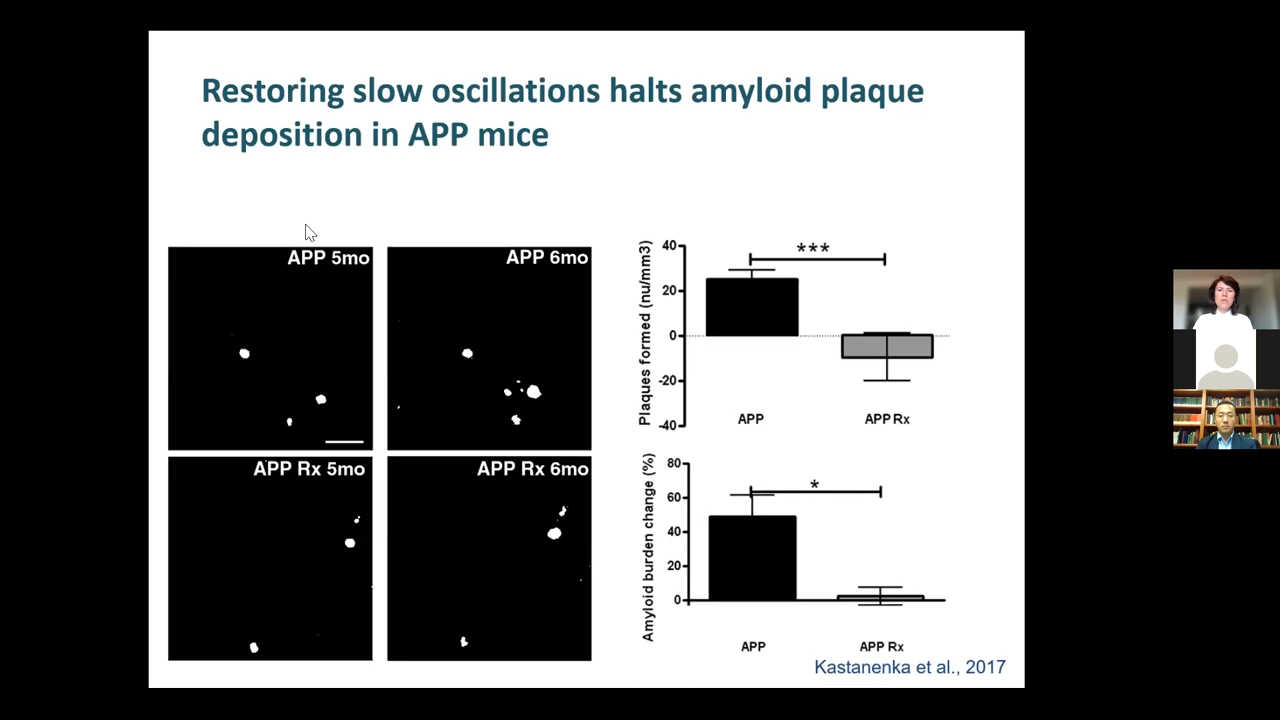 Restoring slow oscillations halts amyloid plaque
deposition in APP mice
APP 5mo
APP 6mo
APP Rx 5mo
APP Rx 6mo
Plaques formed (nu/mm3)
40
20
0
-20
-40
***
APP
APP Rx
Amyloid burden change (%)
80
60
40
20
0
*
APP
APP Rx
Kastanenka et al., 2017